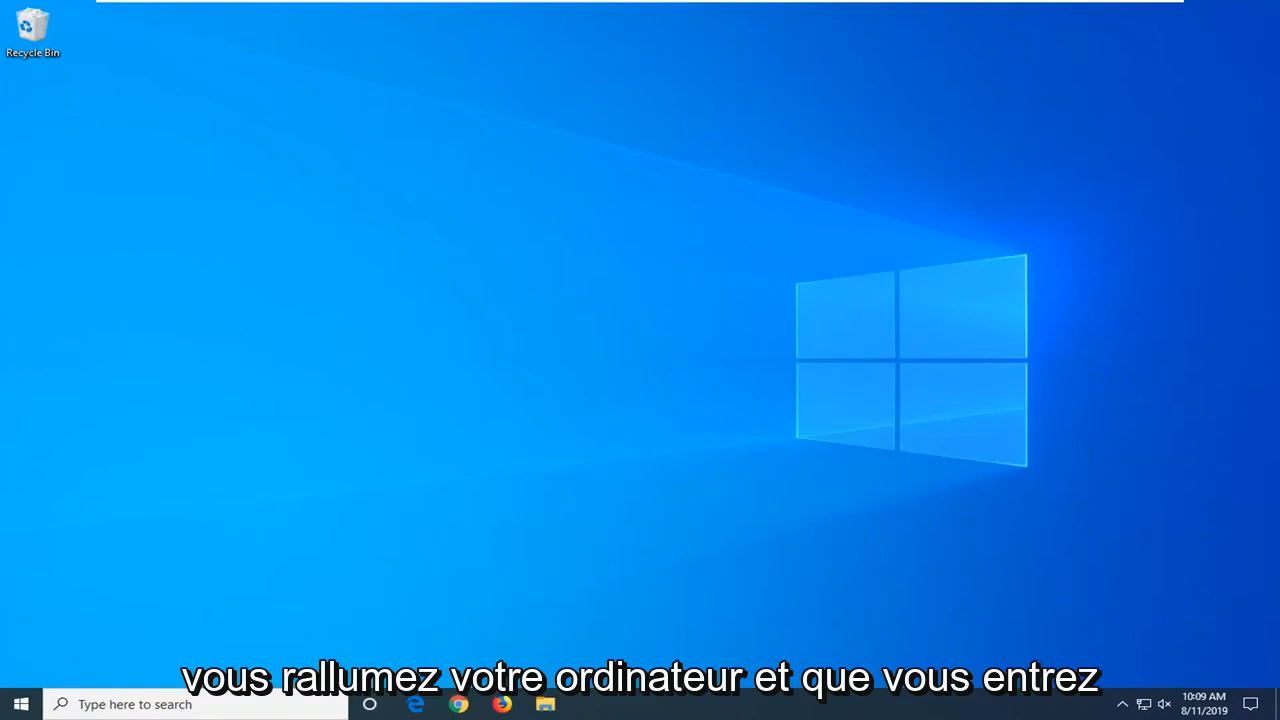 Recycle Bin
vous rallumez votre ordinateur et que vous entrez
Type here to search
10:09 AM
8/11/2019